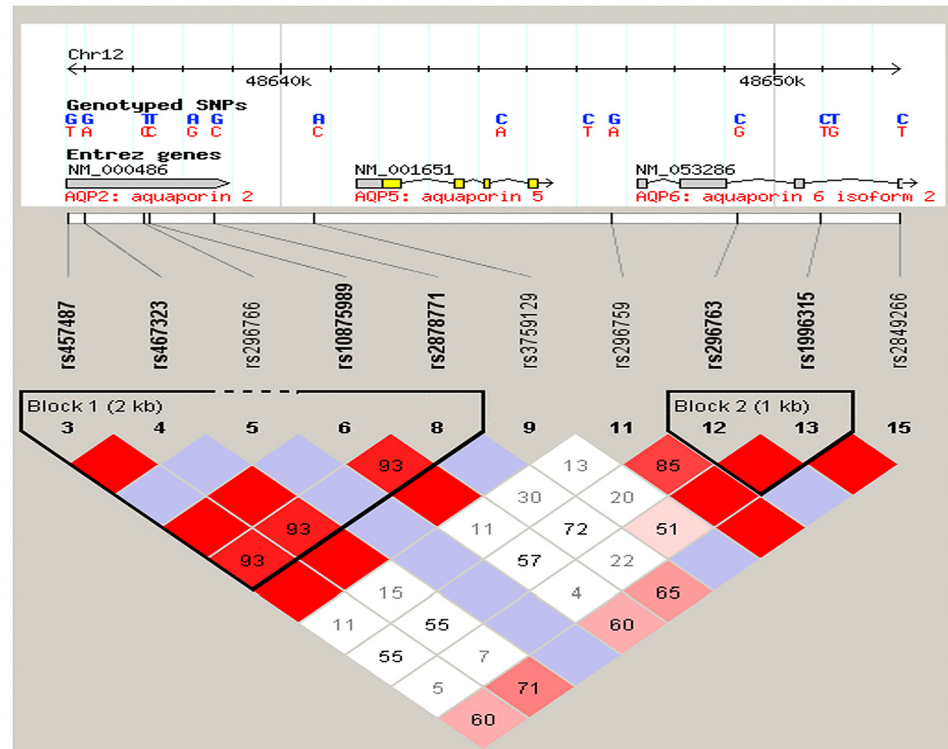 Chr12
48640k 48650k
Genotyped SNPs
G G T T A G A C C G C C T C
T A C C G C C A T A G T G T
Entrez genes
NM_000486 NM_001651 NM_053286
AQP2: aquaporin 2 AQP5: aquaporin 5 AQP6: aquaporin 6 isoform 2
rs457487 rs467323 rs296766 rs10875989 rs2878771 rs3759129 rs296759 rs296763 rs1996315 rs2849266
Block 1 (2 kb) Block 2 (1 kb)
3 4 5 6 8 9 11 12 13 15
93 13 85
30 20
93 11 72 51
93 57 22
15 4 65
11 55 60
55 7
5 71
60